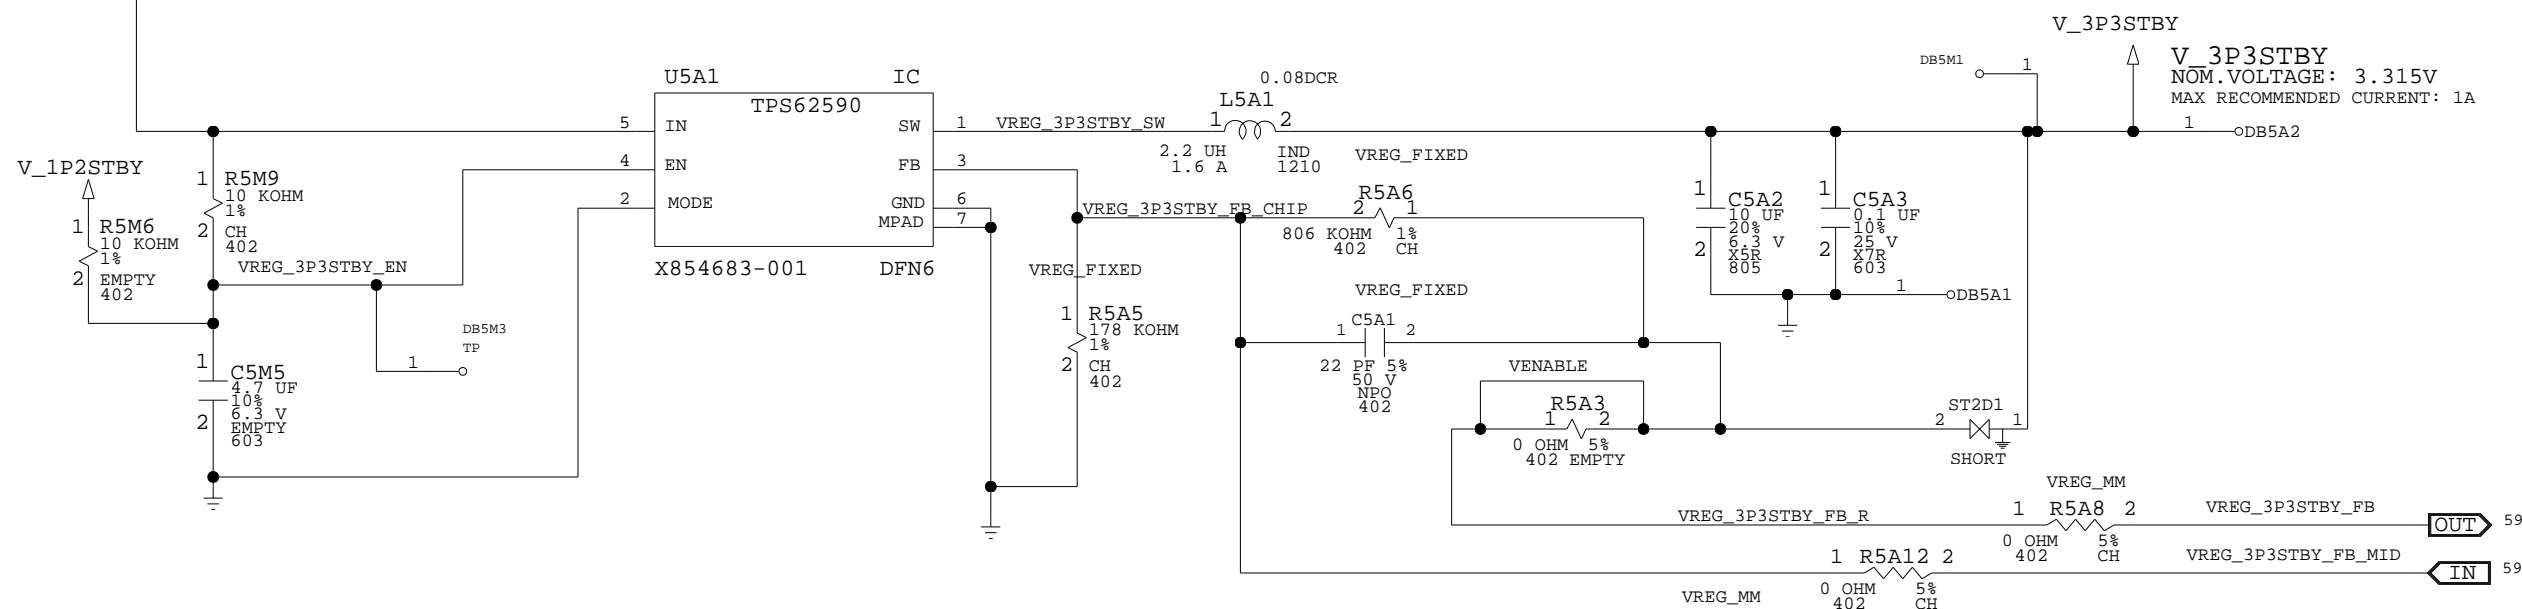 V_3P3STBY
V_3P3STBY
NOM.VOLTAGE: 3.315V
MAX RECOMMENDED CURRENT: 1A
DB5M1
1
1
DB5A2
U5A1
IC
TPS62590
5
IN
4
EN
2
MODE
SW
1
FB
3
GND
6
MPAD
7
X854683-001
DFN6
VREG_3P3STBY_SW
0.08DCR
L5A1
1
2
2.2 UH
1.6 A
IND
1210
VREG_FIXED
V_1P2STBY
1
R5M6
10 KOHM
1%
2
EMPTY
402
1
R5M9
10 KOHM
1%
2
CH
402
VREG_3P3STBY_EN
DB5M3
TP
1
1
C5M5
4.7 UF
10%
6.3 V
2
EMPTY
603
VREG_3P3STBY_FB_CHIP
VREG_FIXED
1
R5A5
178 KOHM
1%
2
CH
402
R5A6
2
1
806 KOHM
402
1%
CH
VREG_FIXED
C5A1
1
2
22 PF 5%
50 V
NPO
402
1
C5A2
10 UF
20%
6.3 V
2
X5R
805
1
C5A3
0.1 UF
10%
25 V
2
X7R
603
1
DB5A1
VENABLE
R5A3
1
2
0 OHM 5%
402 EMPTY
ST2D1
2
1
SHORT
VREG_MM
1
R5A8
2
VREG_3P3STBY_FB_R
0 OHM
402
5%
CH
VREG_3P3STBY_FB
OUT
59
1
R5A12
2
0 OHM
402
5%
CH
VREG_MM
VREG_3P3STBY_FB_MID
IN
59